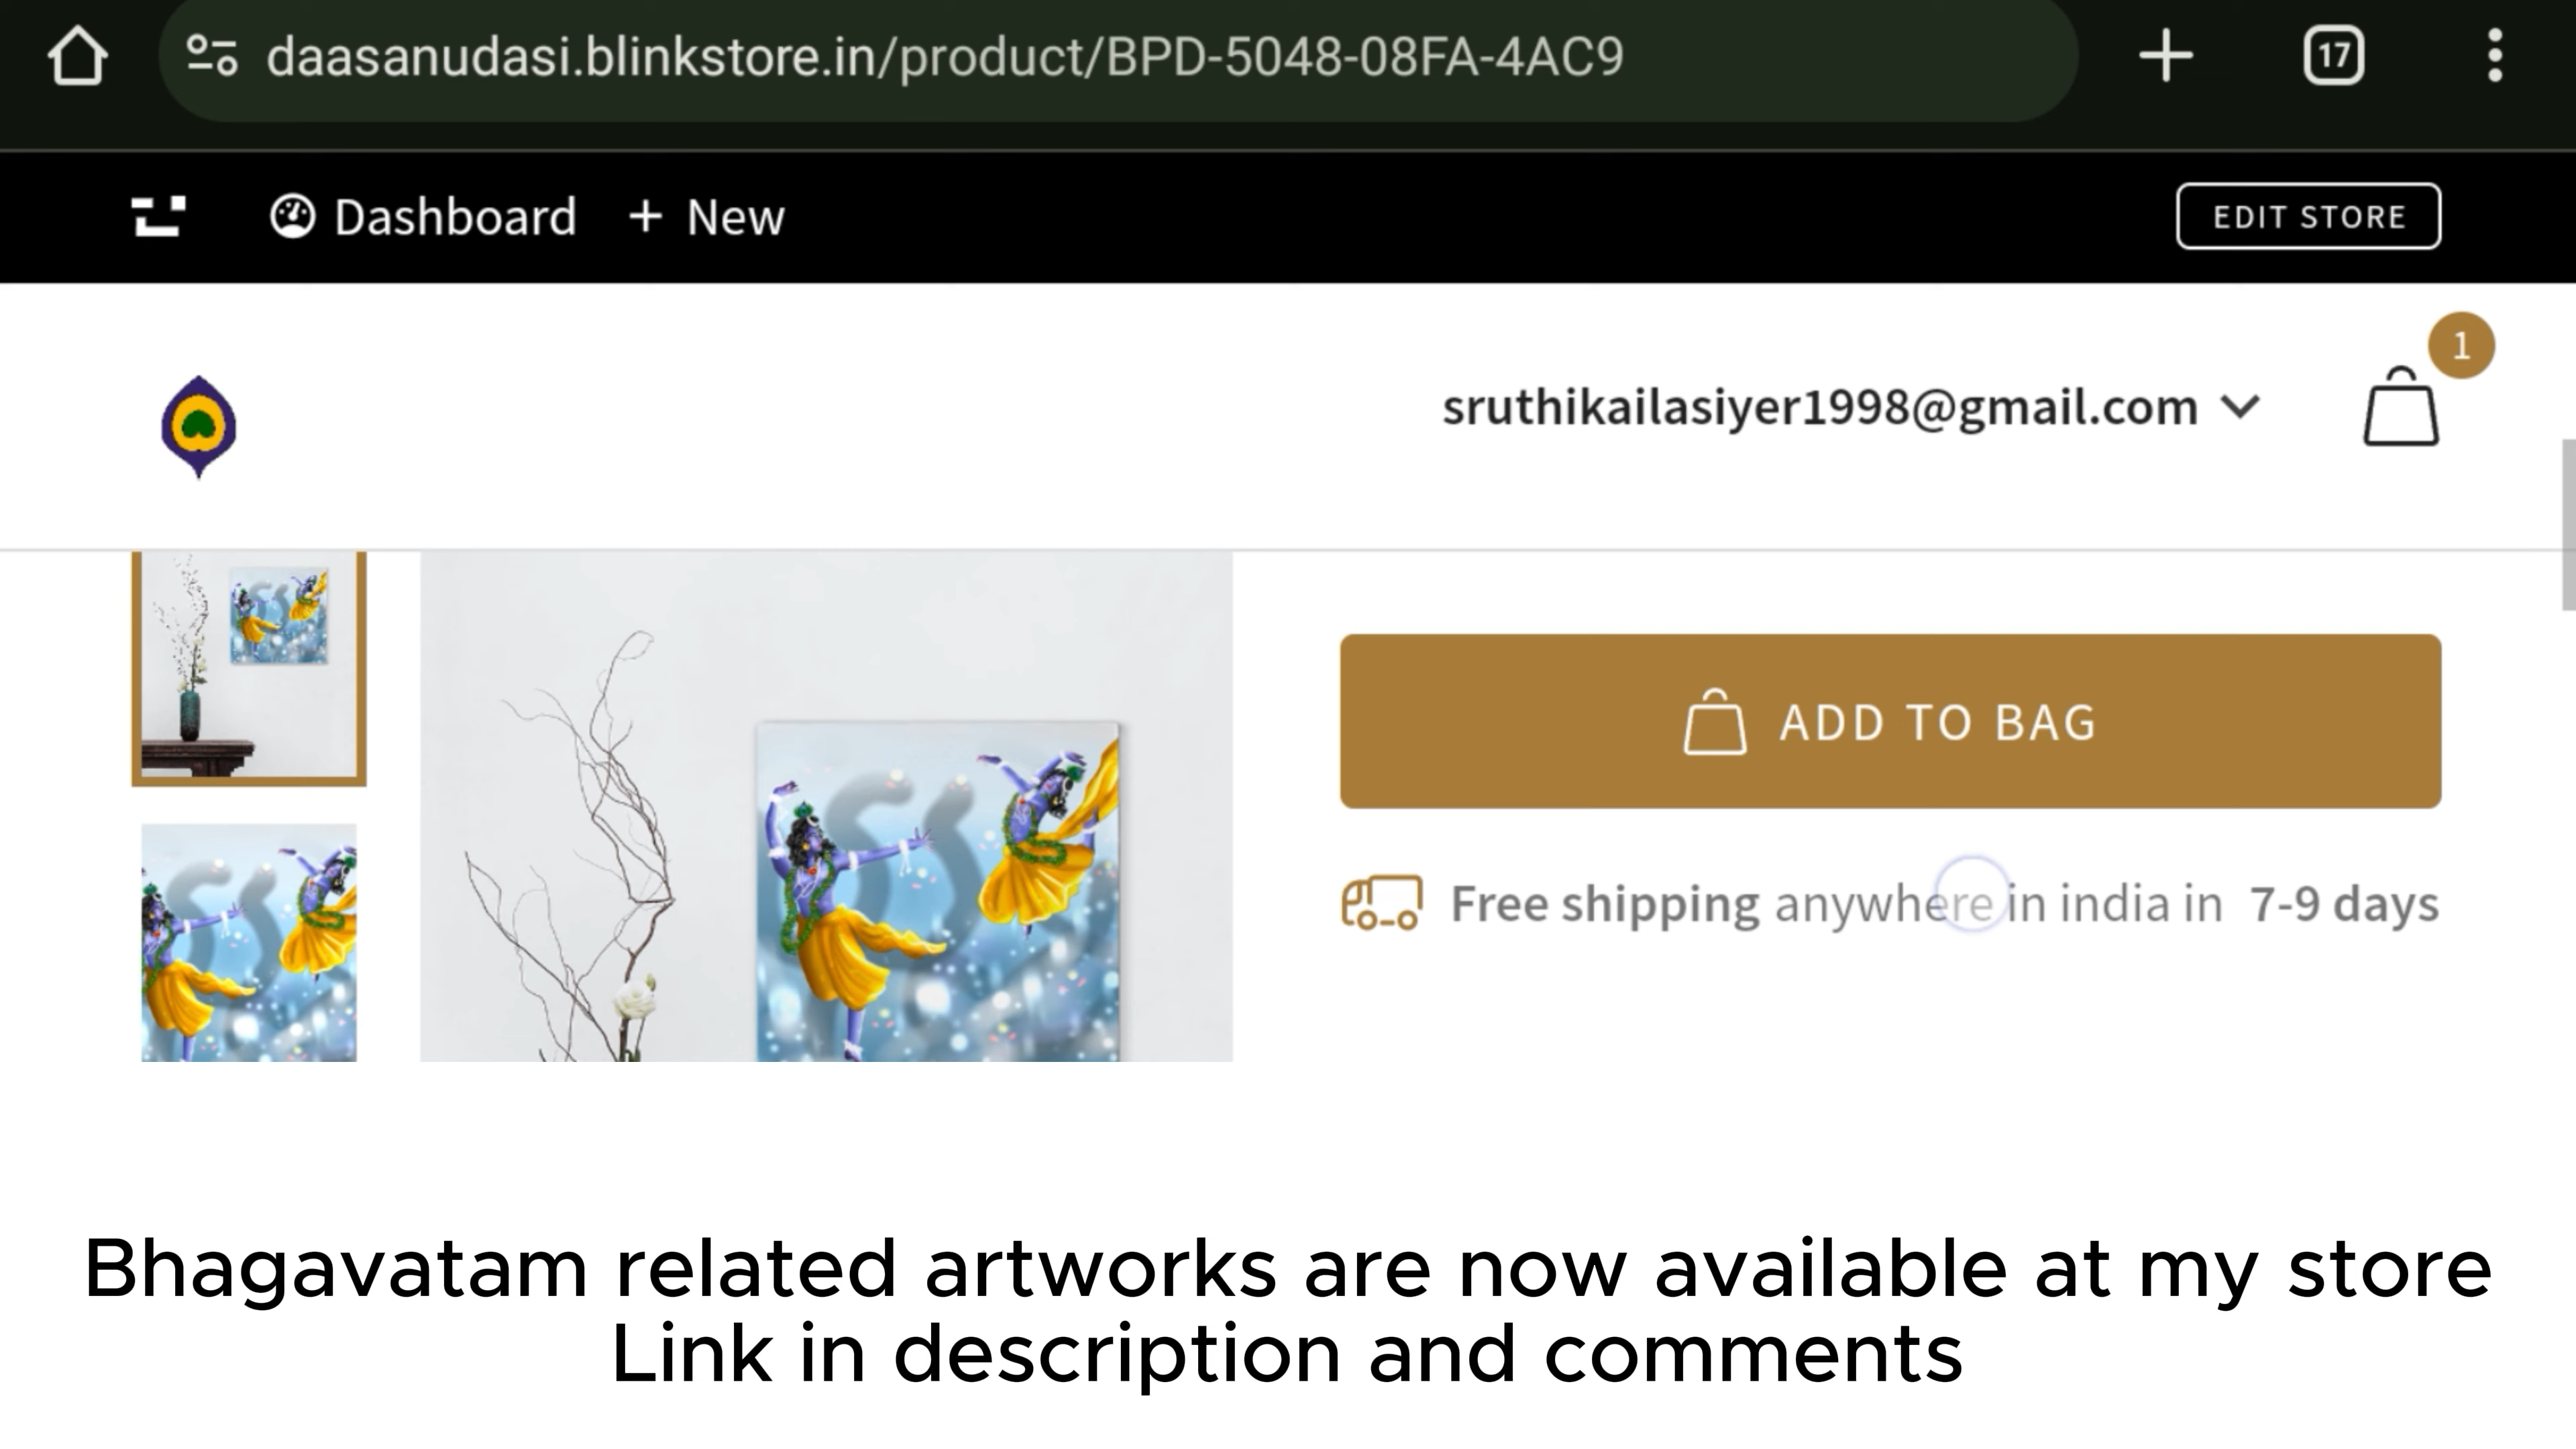 daasanudasi.blinkstore.in/product/BPD-5048-08FA-4AC9
17
Dashboard
+ New
EDIT STORE
sruthikailasiyer1998@gmail.com
1
ADD TO BAG
Free shipping anywhere in india in 7-9 days
Bhagavatam related artworks are now available at my store
Link in description and comments